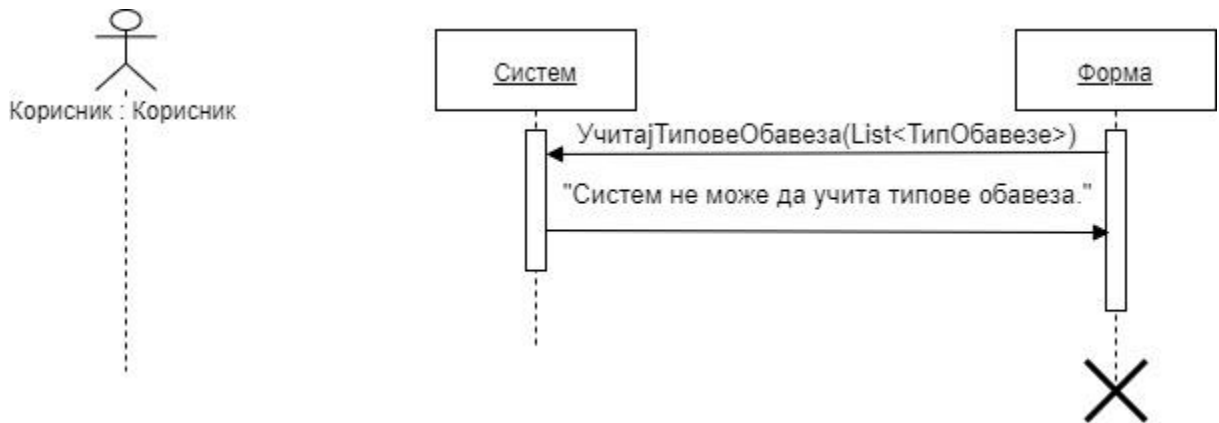 Корисник : Корисник
Систем
Форма
УчитајТиповеОбавеза(List<ТипОбавезе>)
"Систем не може да учита типове обавеза."